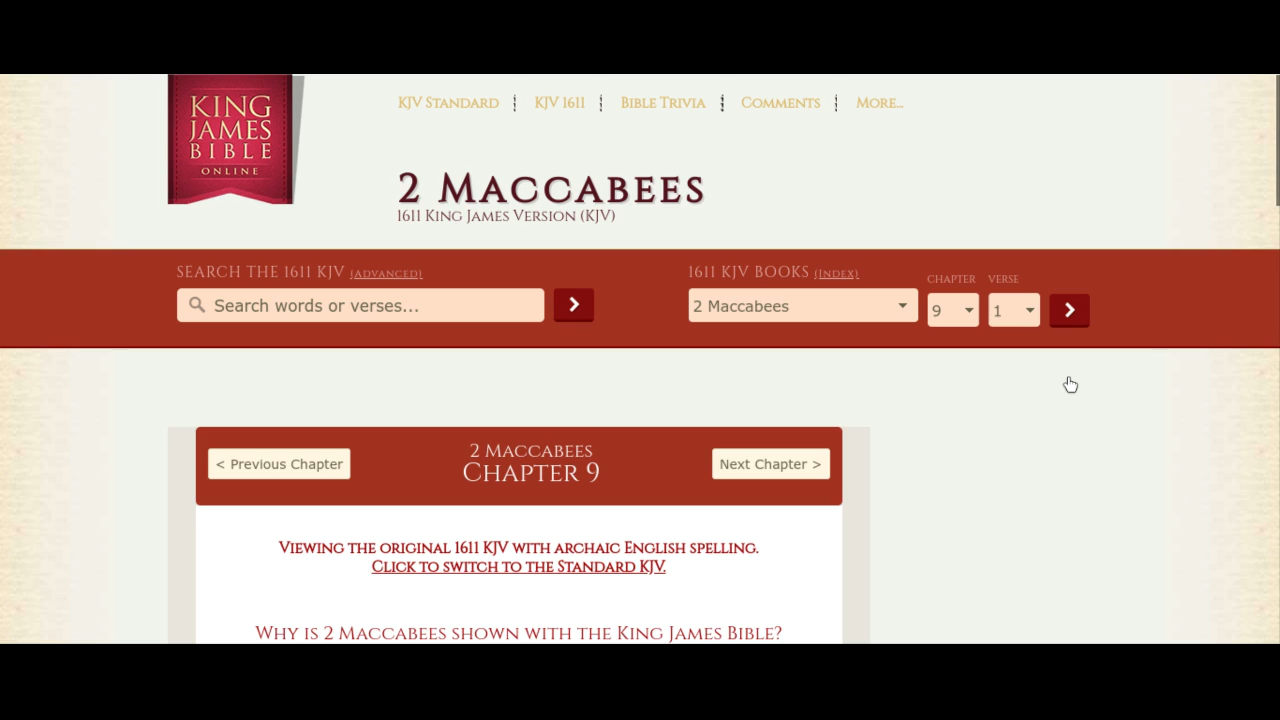 KING
JAMES
BIBLE
ONLINE
KJV Standard
KJV 1611
Bible Trivia
Comments
More...
2 Maccabees
1611 King James Version (KJV)
Search the 1611 KJV (Advanced)
Search words or verses...
1611 KJV Books (Index)
Chapter
Verse
2 Maccabees
9
1
< Previous Chapter
2 Maccabees
Chapter 9
Next Chapter >
Viewing the original 1611 KJV with archaic English spelling.
Click to switch to the Standard KJV.
Why is 2 Maccabees shown with the King James Bible?